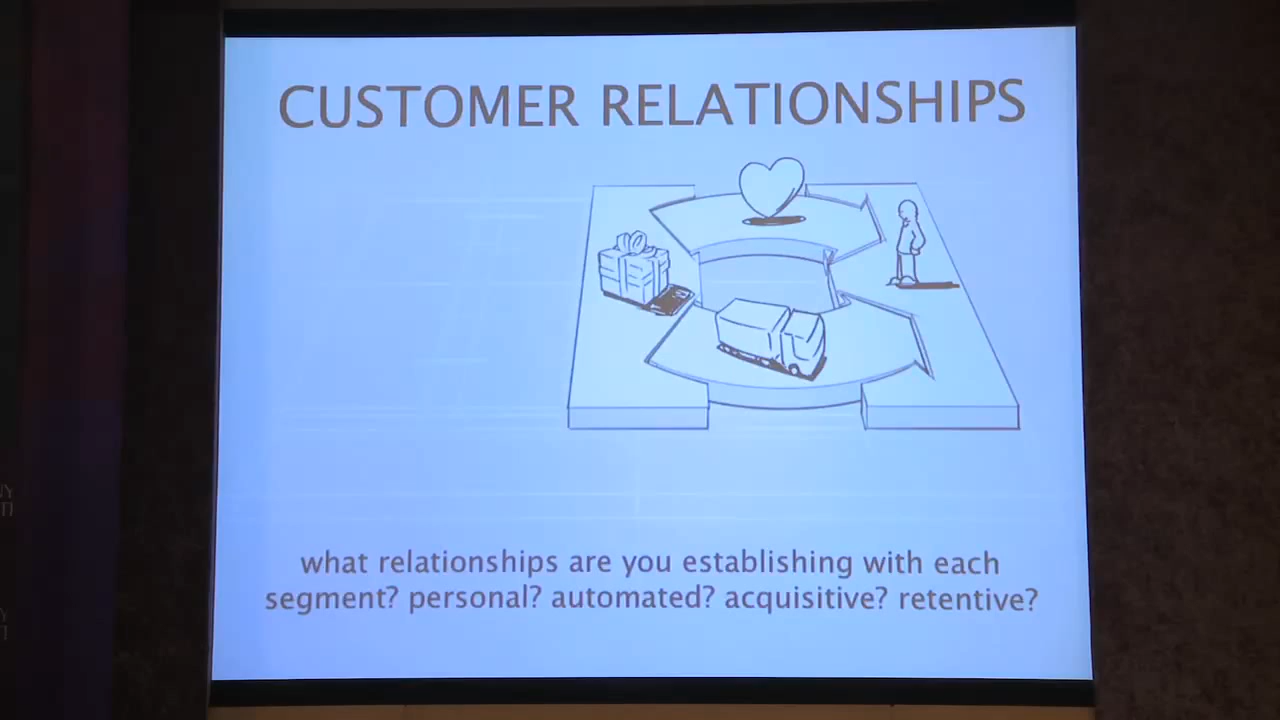 CUSTOMER RELATIONSHIPS
what relationships are you establishing with each
segment? personal? automated? acquisitive? retentive?